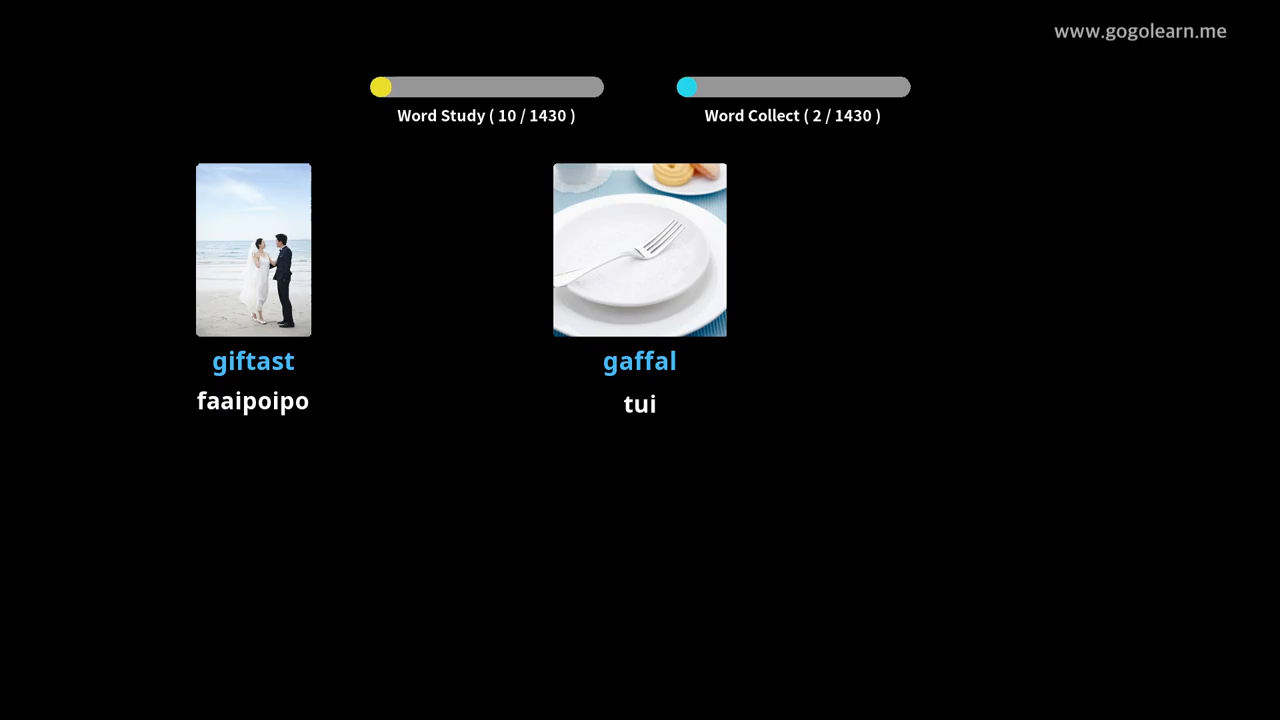 www.gogolearn.me
Word Study ( 10 / 1430 )
Word Collect ( 2 / 1430 )
giftast
gaffal
faaipoipo
tui